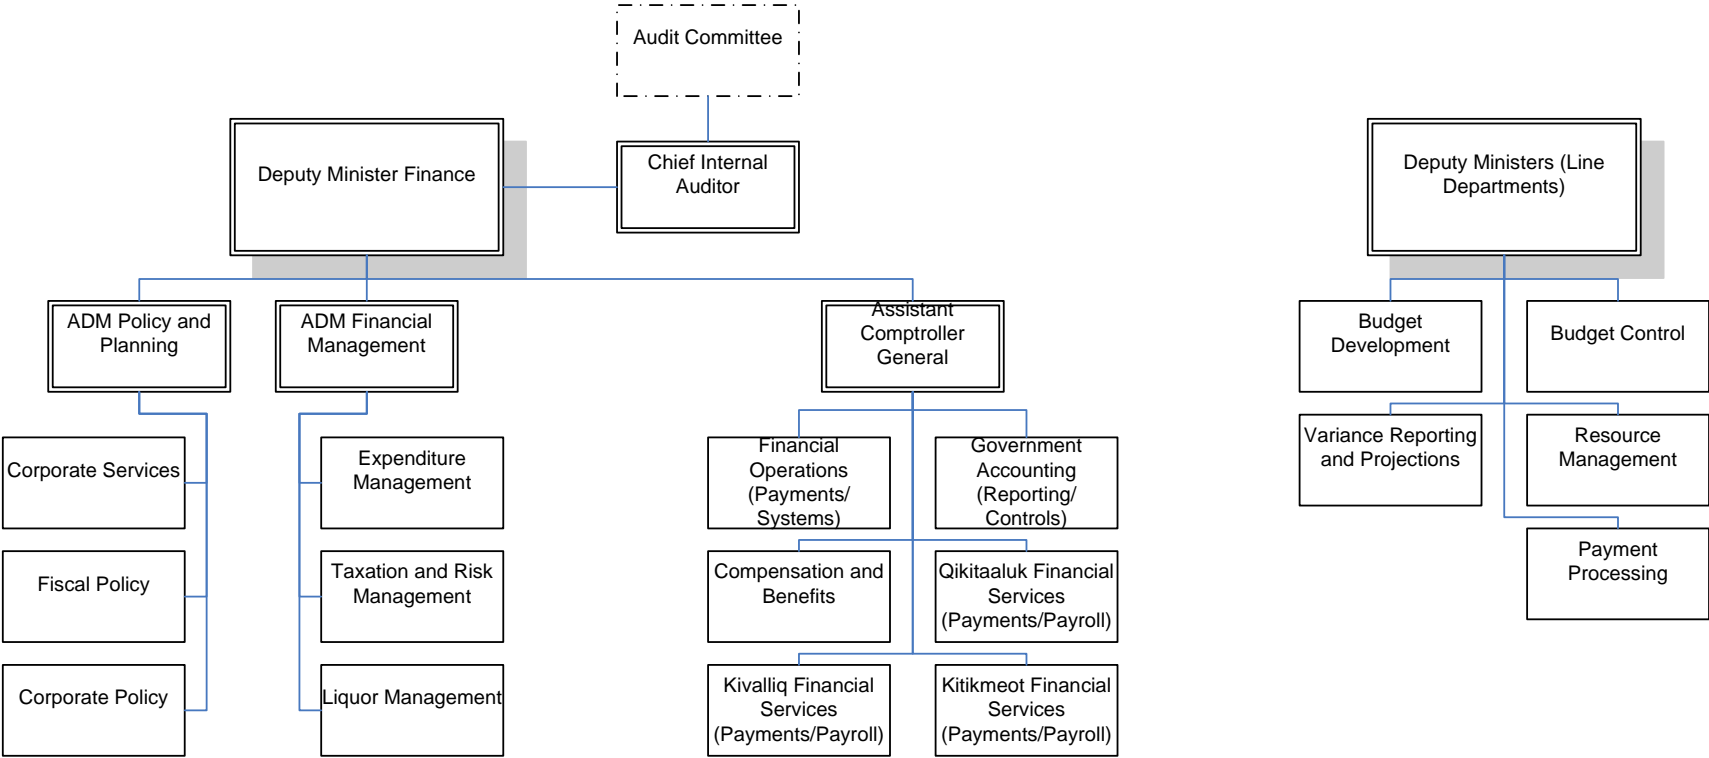 Audit Committee
Deputy Minister Finance
Chief Internal
Auditor
Deputy Ministers (Line
Departments)
ADM Policy and
Planning
ADM Financial
Management
Assistant
Comptroller
General
Budget
Development
Budget Control
Corporate Services
Expenditure
Management
Financial
Operations
(Payments/
Systems)
Government
Accounting
(Reporting/
Controls)
Variance Reporting
and Projections
Resource
Management
Fiscal Policy
Taxation and Risk
Management
Compensation and
Benefits
Qikitaaluk Financial
Services
(Payments/Payroll)
Payment
Processing
Corporate Policy
Liquor Management
Kivalliq Financial
Services
(Payments/Payroll)
Kitikmeot Financial
Services
(Payments/Payroll)